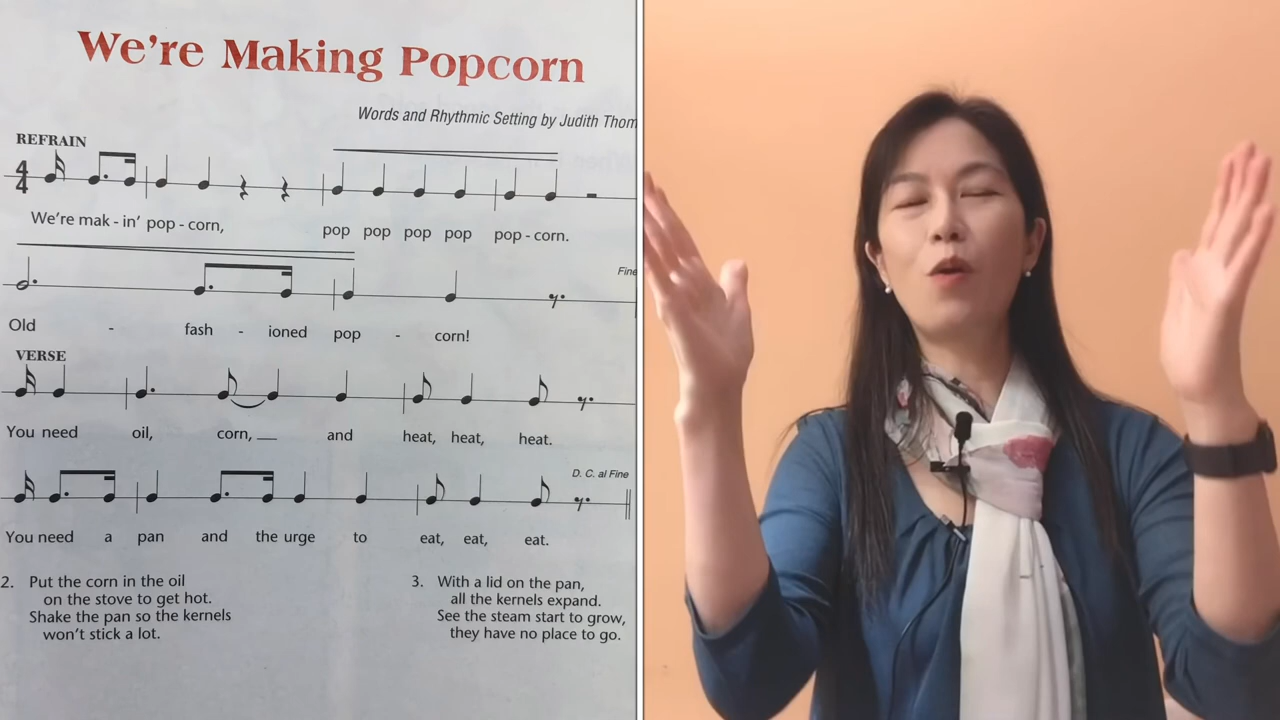 We're Making Popcorn
Words and Rhythmic Setting by Judith Thom
REFRAIN
4
4
We're mak - in' pop - corn, pop pop pop pop pop - corn.
Fine
Old - fash - ioned pop - corn!
VERSE
You need oil, corn, and heat, heat, heat.
D. C. al Fine
You need a pan and the urge to eat, eat, eat.
2. Put the corn in the oil
on the stove to get hot.
Shake the pan so the kernels
won't stick a lot.
3. With a lid on the pan,
all the kernels expand.
See the steam start to grow,
they have no place to go.